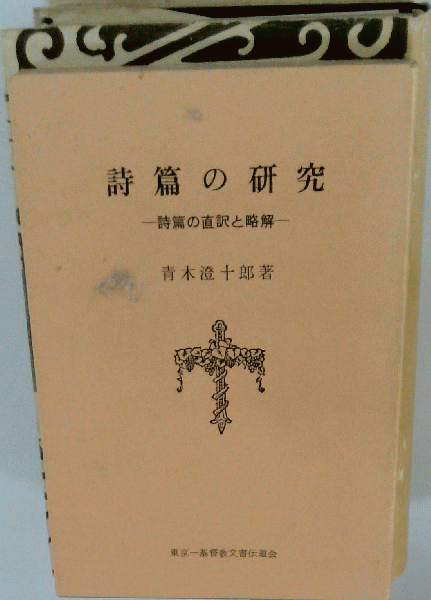 詩篇の研究
―詩篇の直訳と略解―
青木澄十郎著
東京一基督教文書伝道会